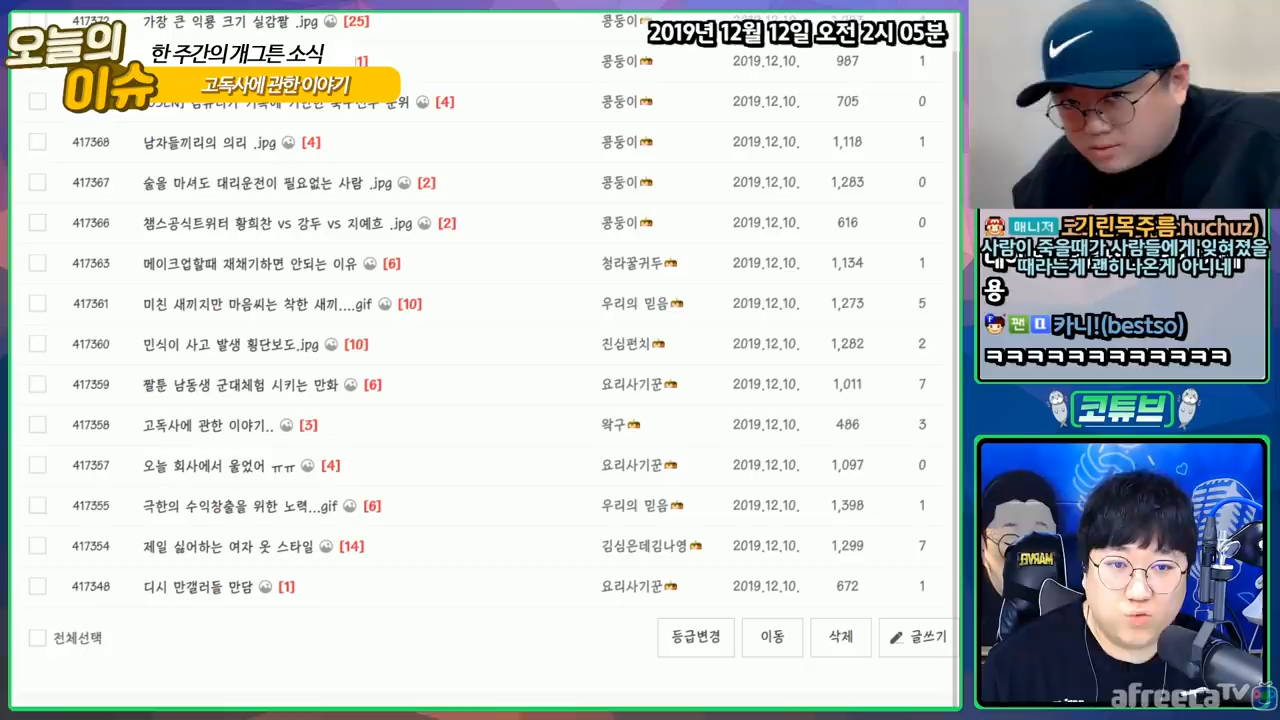 오늘의
이슈
한 주간의 개그튼 소식
고독사에 관한 이야기
2019년 12월 12일 오전 2시 05분
417372 가장 큰 익룡 크기 실감짤 .jpg [25] 콩둥이
콩둥이 2019.12.10. 987 1
순위 [4] 콩둥이 2019.12.10. 705 0
417368 남자들끼리의 의리 .jpg [4] 콩둥이 2019.12.10. 1,118 1
417367 술을 마셔도 대리운전이 필요없는 사람 .jpg [2] 콩둥이 2019.12.10. 1,283 0
417366 챔스공식트위터 황희찬 vs 강두 vs 지예흐 .jpg [2] 콩둥이 2019.12.10. 616 0
417363 메이크업할때 재채기하면 안되는 이유 [6] 청라꿀귀두 2019.12.10. 1,134 1
417361 미친 새끼지만 마음씨는 착한 새끼....gif [10] 우리의 믿음 2019.12.10. 1,273 5
417360 민식이 사고 발생 횡단보도.jpg [10] 진심펀치 2019.12.10. 1,282 2
417359 짤툰 남동생 군대체험 시키는 만화 [6] 요리사기꾼 2019.12.10. 1,011 7
417358 고독사에 관한 이야기.. [3] 왁구 2019.12.10. 486 3
417357 오늘 회사에서 울었어 ㅠㅠ [4] 요리사기꾼 2019.12.10. 1,097 0
417355 극한의 수익창출을 위한 노력...gif [6] 우리의 믿음 2019.12.10. 1,398 1
417354 제일 싫어하는 여자 옷 스타일 [14] 김심은데김나영 2019.12.10. 1,299 7
417348 디시 만갤러들 만담 [1] 요리사기꾼 2019.12.10. 672 1
전체선택 등급변경 이동 삭제 글쓰기
매니저 기린목주름 huchuz)
사람이 죽을때가 사람들에게 잊혀졌을
때라는게 괜히나온게 아니네
용
팬 카니!(bestso)
ㅋㅋㅋㅋㅋㅋㅋㅋㅋㅋㅋㅋ
코튜브
MARVEL
afreecaTV